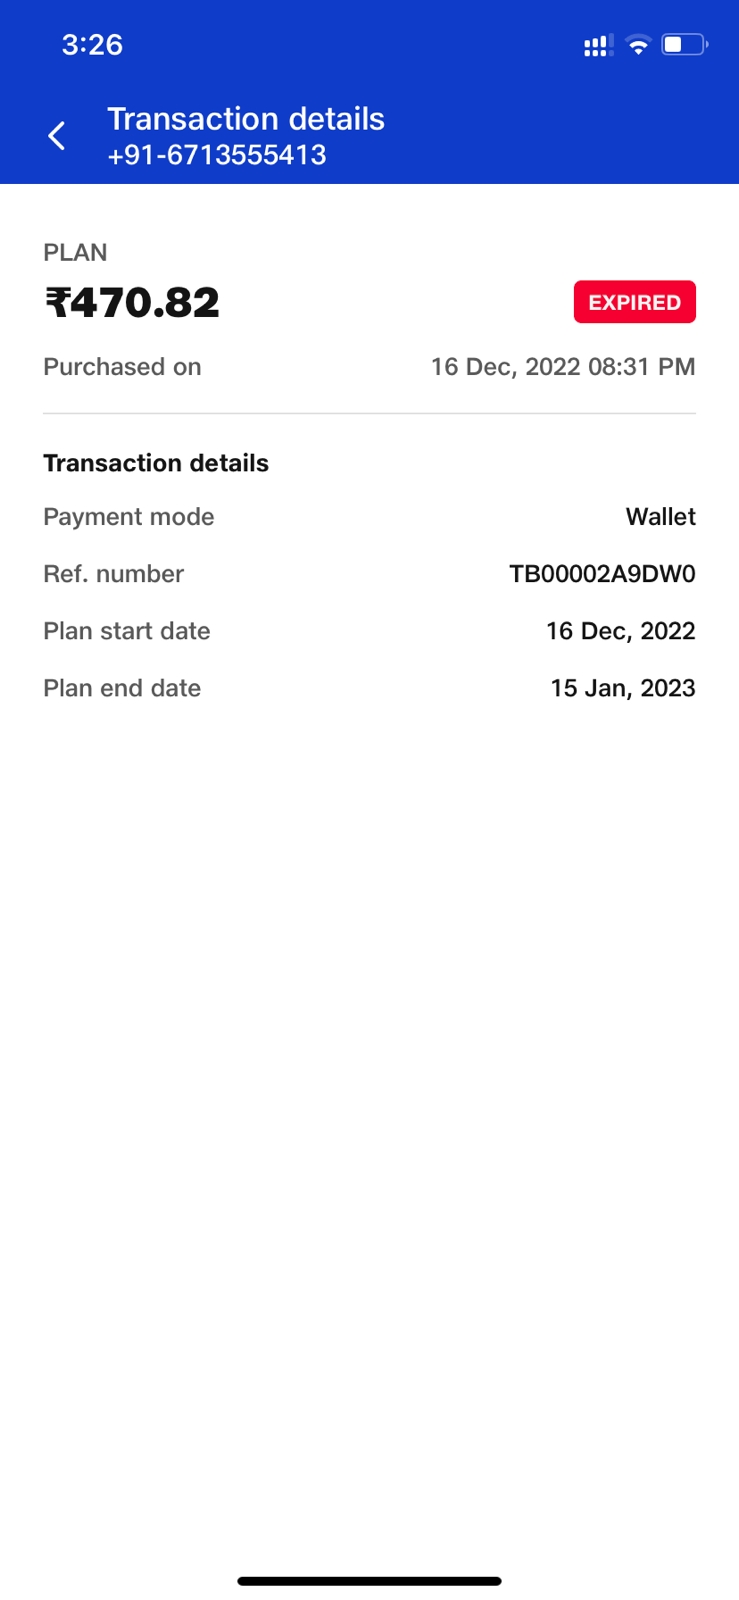 3:26
Transaction details
+91-6713555413
PLAN
₹470.82
EXPIRED
Purchased on 16 Dec, 2022 08:31 PM
Transaction details
Payment mode Wallet
Ref. number TB00002A9DW0
Plan start date 16 Dec, 2022
Plan end date 15 Jan, 2023